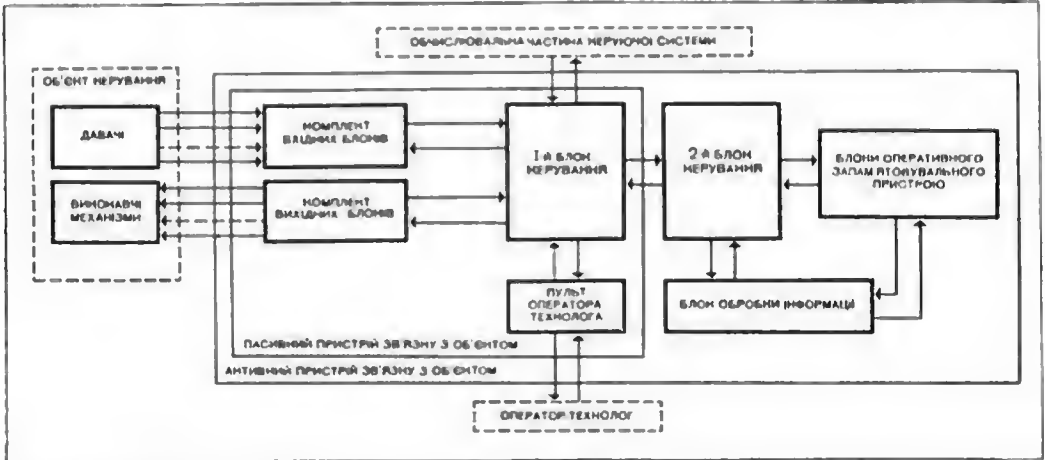 ОБЧИСЛЮВАЛЬНА ЧАСТИНА КЕРУЮЧОЇ СИСТЕМИ
ОБ'ЄКТ КЕРУВАННЯ
ДАВАЧІ
КОМПЛЕКТ
ВХІДНИХ БЛОКІВ
1-Й БЛОК
КЕРУВАННЯ
2-Й БЛОК
КЕРУВАННЯ
БЛОКИ ОПЕРАТИВНОГО
ЗАПАМ'ЯТОВУВАЛЬНОГО
ПРИСТРОЮ
ВИКОНАВЧІ
МЕХАНІЗМИ
КОМПЛЕКТ
ВИХІДНИХ БЛОКІВ
ПУЛЬТ
ОПЕРАТОРА
ТЕХНОЛОГА
БЛОК ОБРОБКИ ІНФОРМАЦІЇ
ПАСИВНИЙ ПРИСТРІЙ ЗВ'ЯЗКУ З ОБ'ЄКТОМ
АКТИВНИЙ ПРИСТРІЙ ЗВ'ЯЗКУ З ОБ'ЄКТОМ
ОПЕРАТОР ТЕХНОЛОГ